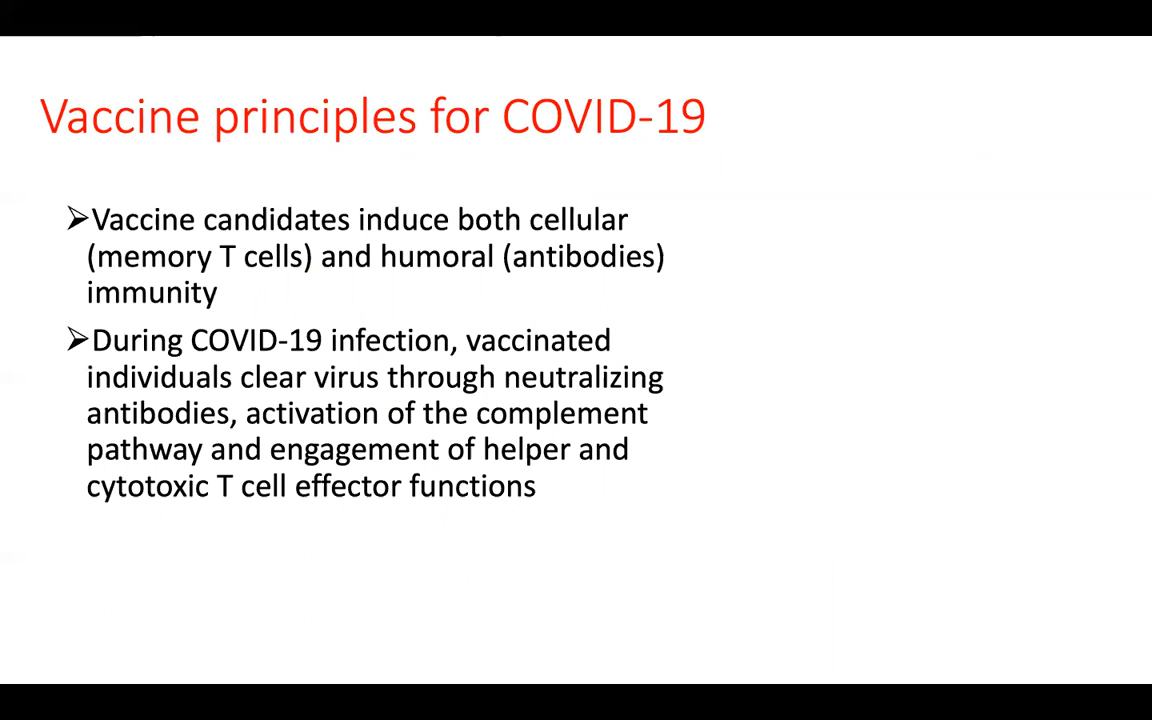 Vaccine principles for COVID-19
➢Vaccine candidates induce both cellular
(memory T cells) and humoral (antibodies)
immunity
➢During COVID-19 infection, vaccinated
individuals clear virus through neutralizing
antibodies, activation of the complement
pathway and engagement of helper and
cytotoxic T cell effector functions